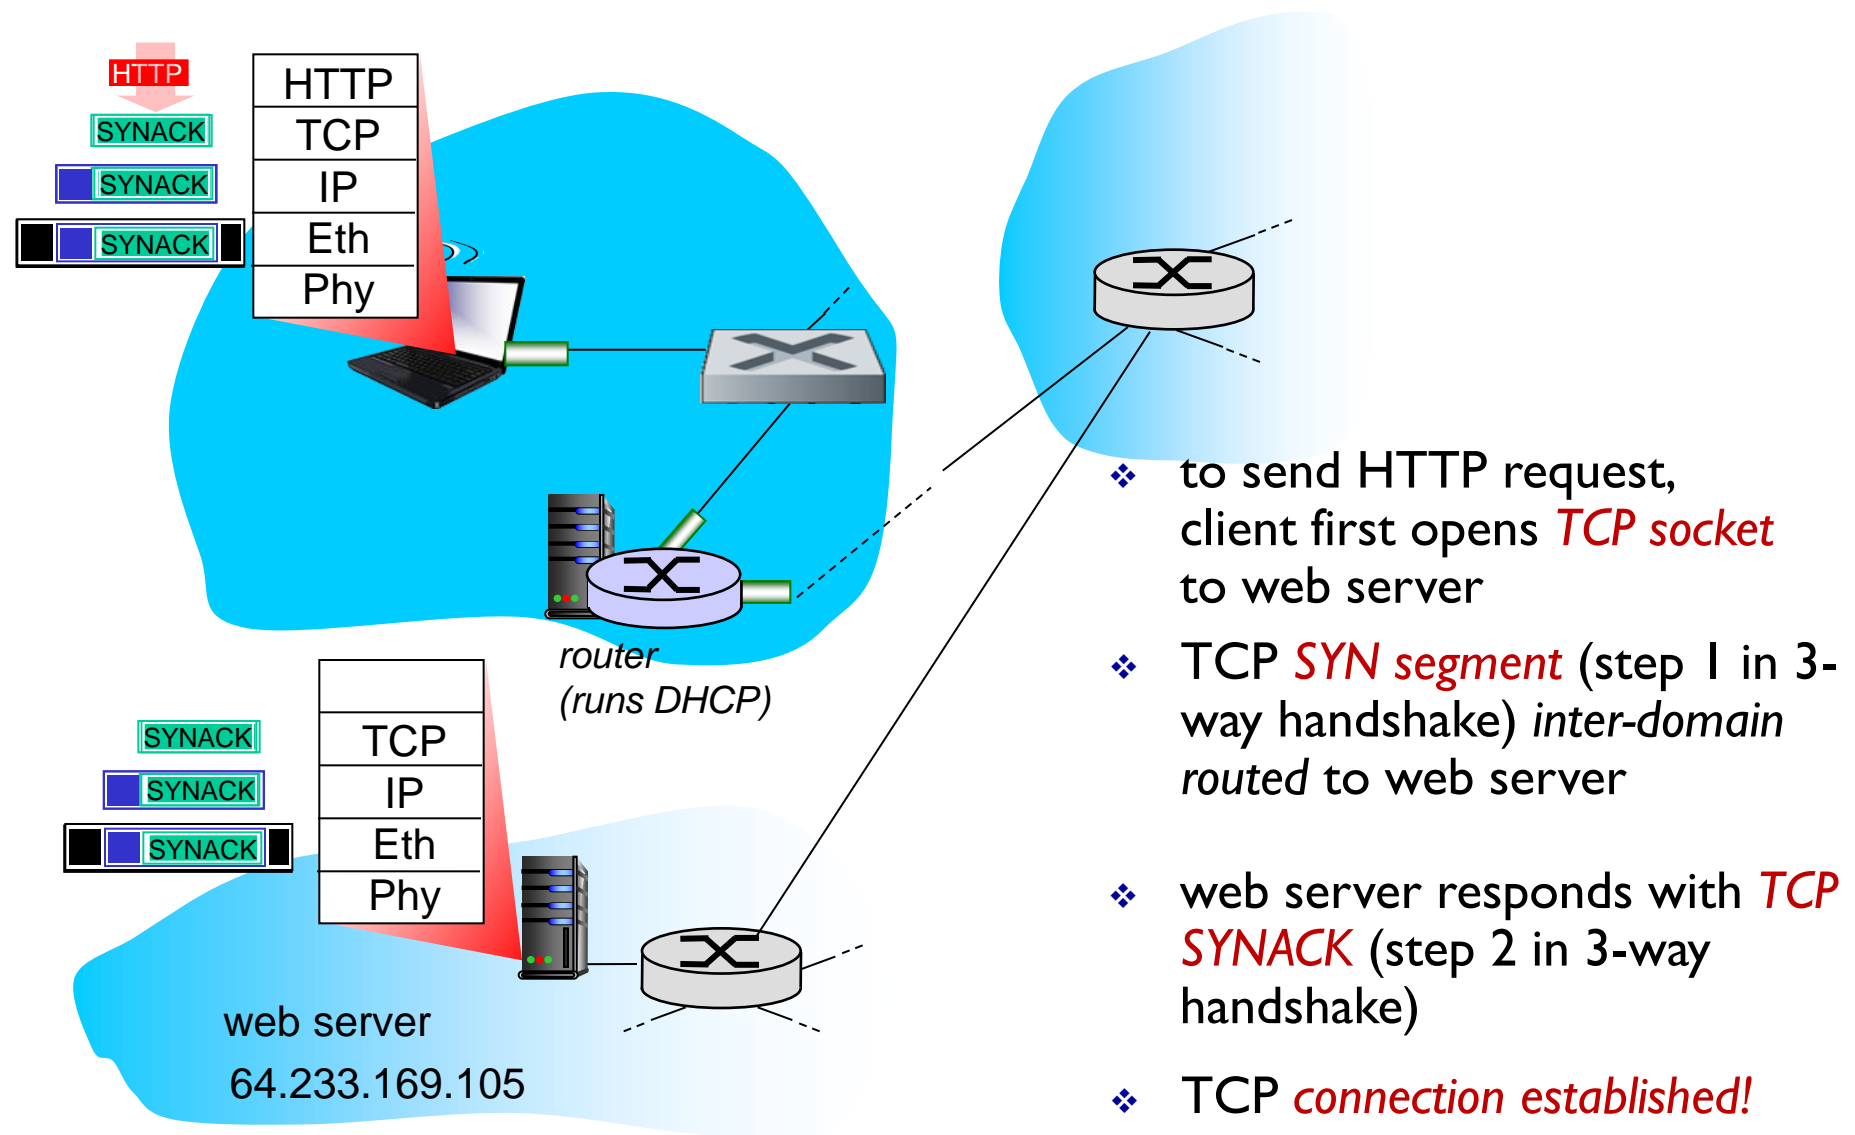 HTTP
SYNACK
SYNACK
SYNACK
HTTP
TCP
IP
Eth
Phy
router
(runs DHCP)
SYNACK
SYNACK
SYNACK
TCP
IP
Eth
Phy
web server
64.233.169.105
to send HTTP request,
client first opens TCP socket
to web server
TCP SYN segment (step 1 in 3-
way handshake) inter-domain
routed to web server
web server responds with TCP
SYNACK (step 2 in 3-way
handshake)
TCP connection established!